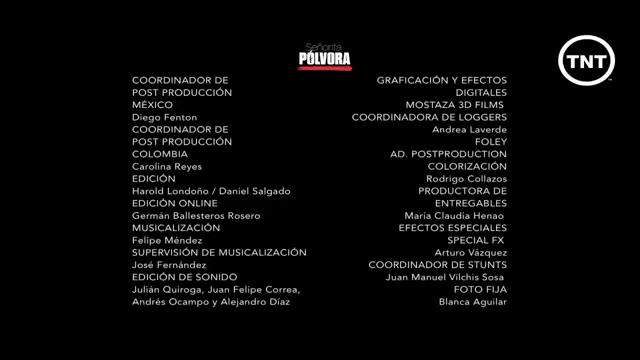 Señorita
PÓLVORA
TNT
COORDINADOR DE
POST PRODUCCIÓN
MÉXICO
Diego Fenton
COORDINADOR DE
POST PRODUCCIÓN
COLOMBIA
Carolina Reyes
EDICIÓN
Harold Londoño / Daniel Salgado
EDICIÓN ONLINE
Germán Ballesteros Rosero
MUSICALIZACIÓN
Felipe Méndez
SUPERVISIÓN DE MUSICALIZACIÓN
José Fernández
EDICIÓN DE SONIDO
Julián Quiroga, Juan Felipe Correa,
Andrés Ocampo y Alejandro Díaz
GRAFICACIÓN Y EFECTOS
DIGITALES
MOSTAZA 3D FILMS
COORDINADORA DE LOGGERS
Andrea Laverde
FOLEY
AD. POSTPRODUCTION
COLORIZACIÓN
Rodrigo Collazos
PRODUCTORA DE
ENTREGABLES
María Claudia Henao
EFECTOS ESPECIALES
SPECIAL FX
Arturo Vázquez
COORDINADOR DE STUNTS
Juan Manuel Vilchis Sosa
FOTO FIJA
Blanca Aguilar